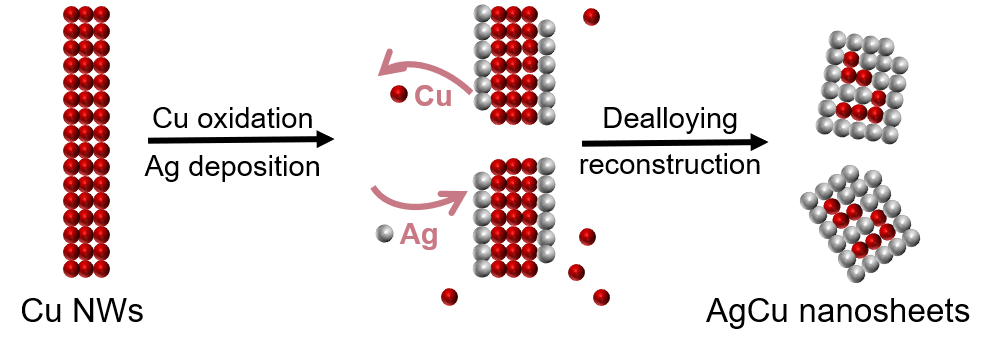 Cu oxidation
Ag deposition
Cu
Ag
Dealloying
reconstruction
Cu NWs
AgCu nanosheets